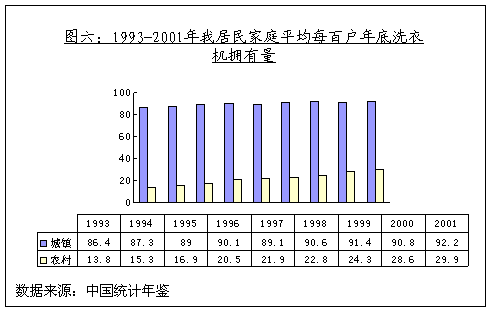 图六：1993-2001年我居民家庭平均每百户年底洗衣
机拥有量
100
80
60
40
20
0
1993 1994 1995 1996 1997 1998 1999 2000 2001
城镇 86.4 87.3 89 90.1 89.1 90.6 91.4 90.8 92.2
农村 13.8 15.3 16.9 20.5 21.9 22.8 24.3 28.6 29.9
数据来源：中国统计年鉴